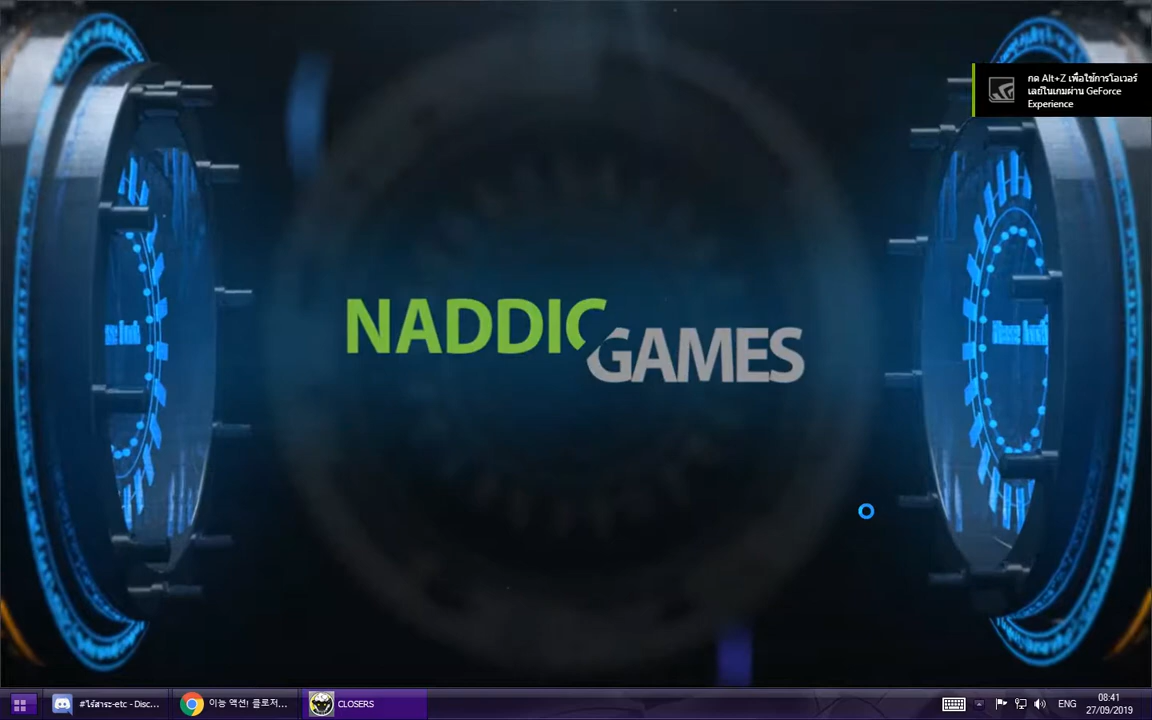 กด Alt+Z เพื่อใช้การโอเวอร์
เลย์ในเกมผ่าน GeForce
Experience
NADDIC
GAMES
#ไร้สาระ-etc - Disc...
이능 액션! 클로저...
CLOSERS
ENG
08:41
27/09/2019